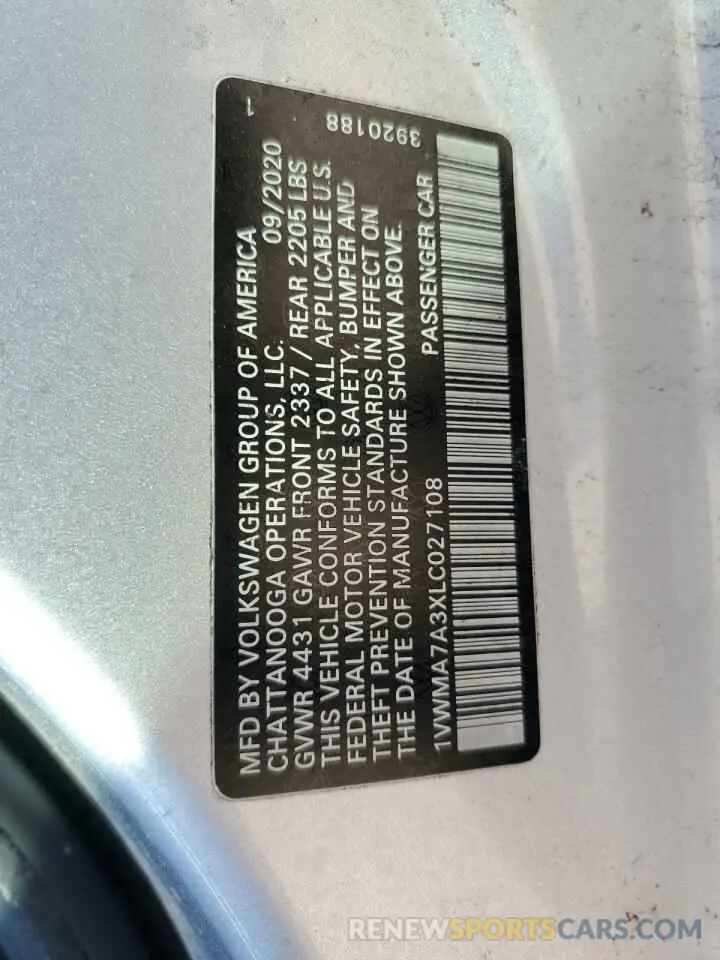 1 3920188
MFD BY VOLKSWAGEN GROUP OF AMERICA
CHATTANOOGA OPERATIONS, LLC. 09/2020
GVWR 4431 GAWR FRONT 2337 / REAR 2205 LBS
THIS VEHICLE CONFORMS TO ALL APPLICABLE U.S.
FEDERAL MOTOR VEHICLE SAFETY, BUMPER AND
THEFT PREVENTION STANDARDS IN EFFECT ON
THE DATE OF MANUFACTURE SHOWN ABOVE.
1VWMA7A3XLC027108 PASSENGER CAR
RENEWSPORTSCARS.COM